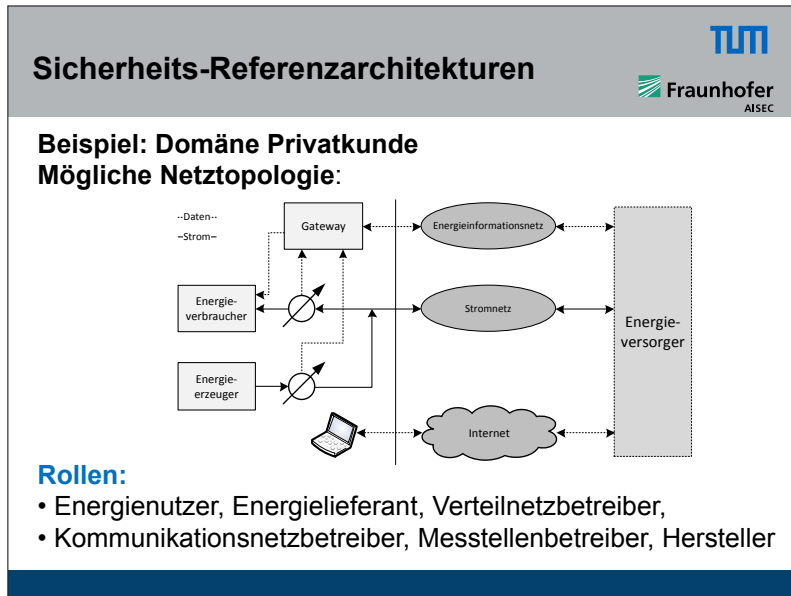 TUM
Sicherheits-Referenzarchitekturen
Fraunhofer
AISEC
Beispiel: Domäne Privatkunde
Mögliche Netztopologie:
--Daten--
–Strom–
Gateway
Energieinformationsnetz
Energie-
verbraucher
Stromnetz
Energie-
versorger
Energie-
erzeuger
Internet
Rollen:
• Energienutzer, Energielieferant, Verteilnetzbetreiber,
• Kommunikationsnetzbetreiber, Messtellenbetreiber, Hersteller